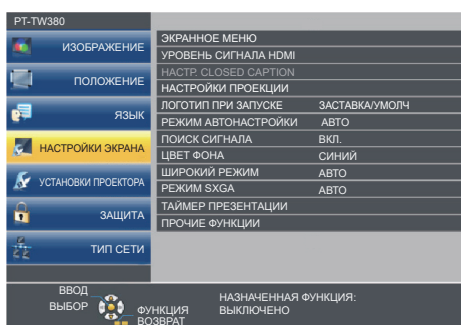 PT-TW380
ИЗОБРАЖЕНИЕ
ПОЛОЖЕНИЕ
ЯЗЫК
НАСТРОЙКИ ЭКРАНА
УСТАНОВКИ ПРОЕКТОРА
ЗАЩИТА
ТИП СЕТИ
ЭКРАННОЕ МЕНЮ
УРОВЕНЬ СИГНАЛА HDMI
НАСТР. CLOSED CAPTION
НАСТРОЙКИ ПРОЕКЦИИ
ЛОГОТИП ПРИ ЗАПУСКЕ ЗАСТАВКА/УМОЛЧ
РЕЖИМ АВТОНАСТРОЙКИ АВТО
ПОИСК СИГНАЛА ВКЛ.
ЦВЕТ ФОНА СИНИЙ
ШИРОКИЙ РЕЖИМ АВТО
РЕЖИМ SXGA АВТО
ТАЙМЕР ПРЕЗЕНТАЦИИ
ПРОЧИЕ ФУНКЦИИ
ВВОД
ВЫБОР
ФУНКЦИЯ
ВОЗВРАТ
НАЗНАЧЕННАЯ ФУНКЦИЯ:
ВЫКЛЮЧЕНО